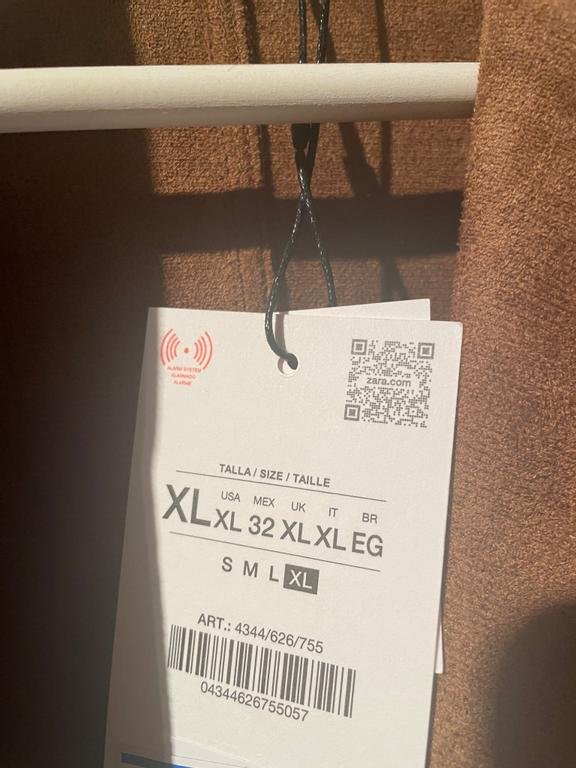 ALARM SYSTEM
ALARMADO
ALARME
zara.com
TALLA / SIZE / TAILLE
USA MEX UK IT BR
XL XL 32 XL XL EG
S M L XL
ART.: 4344/626/755
04344626755057